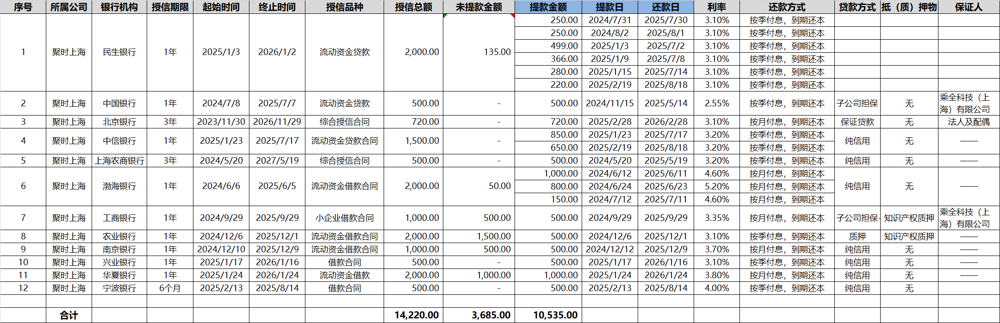 序号 所属公司 银行机构 授信期限 起始时间 终止时间 授信品种 授信总额 未提款金额 提款金额 提款日 还款日 利率 还款方式 贷款方式 抵（质）押物 保证人
1 聚时上海 民生银行 1年 2025/1/3 2026/1/2 流动资金贷款 2,000.00 135.00 250.00 2024/7/31 2025/7/30 3.10% 按季付息，到期还本
250.00 2024/8/2 2025/8/1 3.10% 按季付息，到期还本
499.00 2025/1/3 2025/7/2 3.10% 按季付息，到期还本
366.00 2025/1/9 2025/7/8 3.10% 按季付息，到期还本
280.00 2025/1/15 2025/7/14 3.10% 按季付息，到期还本
220.00 2025/2/19 2025/8/18 3.10% 按季付息，到期还本
2 聚时上海 中国银行 1年 2024/7/8 2025/7/7 流动资金贷款 500.00 - 500.00 2024/11/15 2025/5/14 2.55% 按季付息，到期还本 子公司担保 无 乘全科技（上
海）有限公司
3 聚时上海 北京银行 3年 2023/11/30 2026/11/29 综合授信合同 720.00 - 720.00 2025/2/28 2026/2/28 3.10% 按月付息，到期还本 保证贷款 无 法人及配偶
4 聚时上海 中信银行 1年 2025/1/23 2025/7/17 流动资金贷款合同 1,500.00 - 850.00 2025/1/23 2025/7/17 3.20% 按季付息，到期还本 纯信用 无 ——
650.00 2025/2/19 2025/8/18 3.20% 按季付息，到期还本
5 聚时上海 上海农商银行 3年 2024/5/20 2027/5/19 综合授信合同 500.00 - 500.00 2024/5/20 2025/5/19 3.20% 按季付息，到期还本 纯信用 无 ——
6 聚时上海 渤海银行 1年 2024/6/6 2025/6/5 流动资金借款合同 2,000.00 50.00 1,000.00 2024/6/12 2025/6/11 4.60% 按月付息，到期还本 纯信用 无 ——
800.00 2024/6/24 2025/6/23 5.20% 按月付息，到期还本
150.00 2024/7/12 2025/7/11 4.60% 按月付息，到期还本
7 聚时上海 工商银行 1年 2024/9/29 2025/9/29 小企业借款合同 1,000.00 500.00 500.00 2024/9/29 2025/9/29 3.35% 按月付息，到期还本 子公司担保 知识产权质押 乘全科技（上
海）有限公司
8 聚时上海 农业银行 1年 2024/12/6 2025/12/1 流动资金借款合同 2,000.00 1,500.00 500.00 2024/12/6 2025/12/1 3.10% 按季付息，到期还本 质押 知识产权质押 ——
9 聚时上海 南京银行 1年 2024/12/10 2025/12/9 流动资金借款合同 1,000.00 500.00 500.00 2024/12/12 2025/12/9 3.70% 按月付息，到期还本 纯信用 无 ——
10 聚时上海 兴业银行 1年 2025/1/17 2026/1/16 借款合同 500.00 - 500.00 2025/1/17 2026/1/16 3.10% 按季付息，到期还本 纯信用 无 ——
11 聚时上海 华夏银行 1年 2025/1/24 2026/1/24 流动资金借款 2,000.00 1,000.00 1,000.00 2025/1/24 2026/1/24 3.80% 按月付息，到期还本 纯信用 无 ——
12 聚时上海 宁波银行 6个月 2025/2/13 2025/8/14 借款合同 500.00 - 500.00 2025/2/13 2025/8/14 4.00% 按季付息，到期还本 纯信用 无
合计 14,220.00 3,685.00 10,535.00